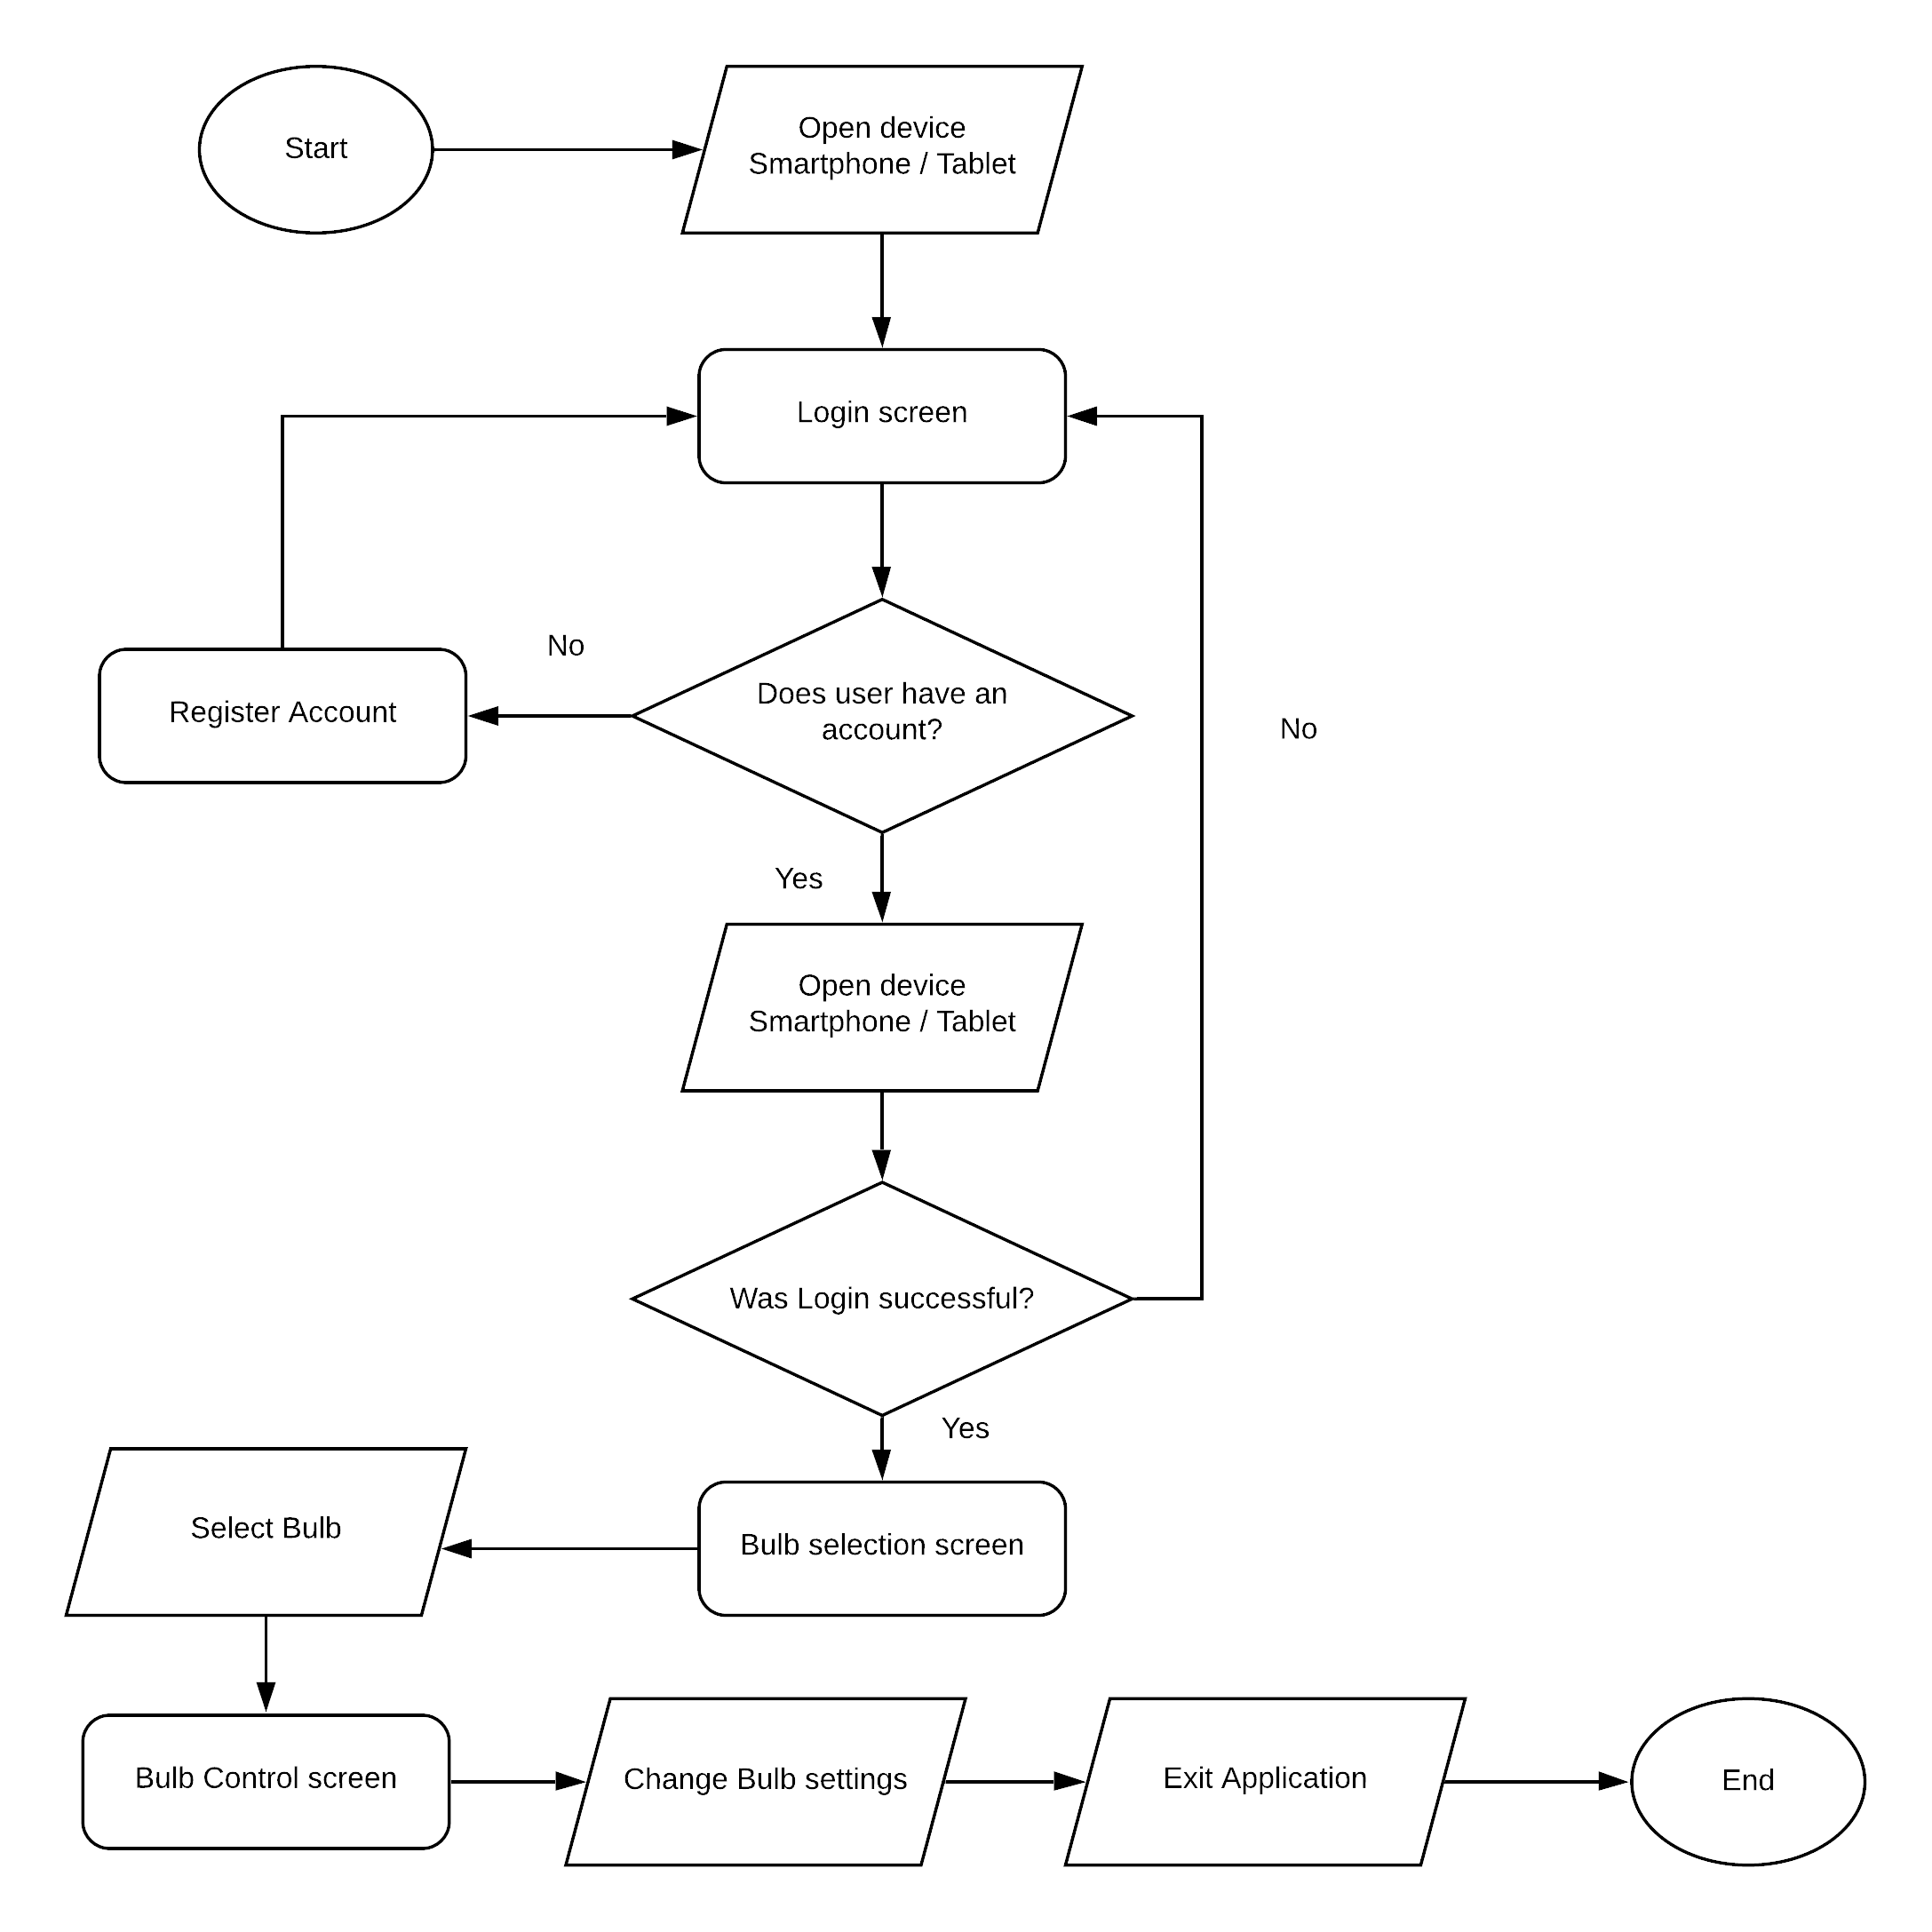 Start
Open device
Smartphone / Tablet
Login screen
No
Register Account
Does user have an
account?
No
Yes
Open device
Smartphone / Tablet
Was Login successful?
Yes
Select Bulb
Bulb selection screen
Bulb Control screen
Change Bulb settings
Exit Application
End